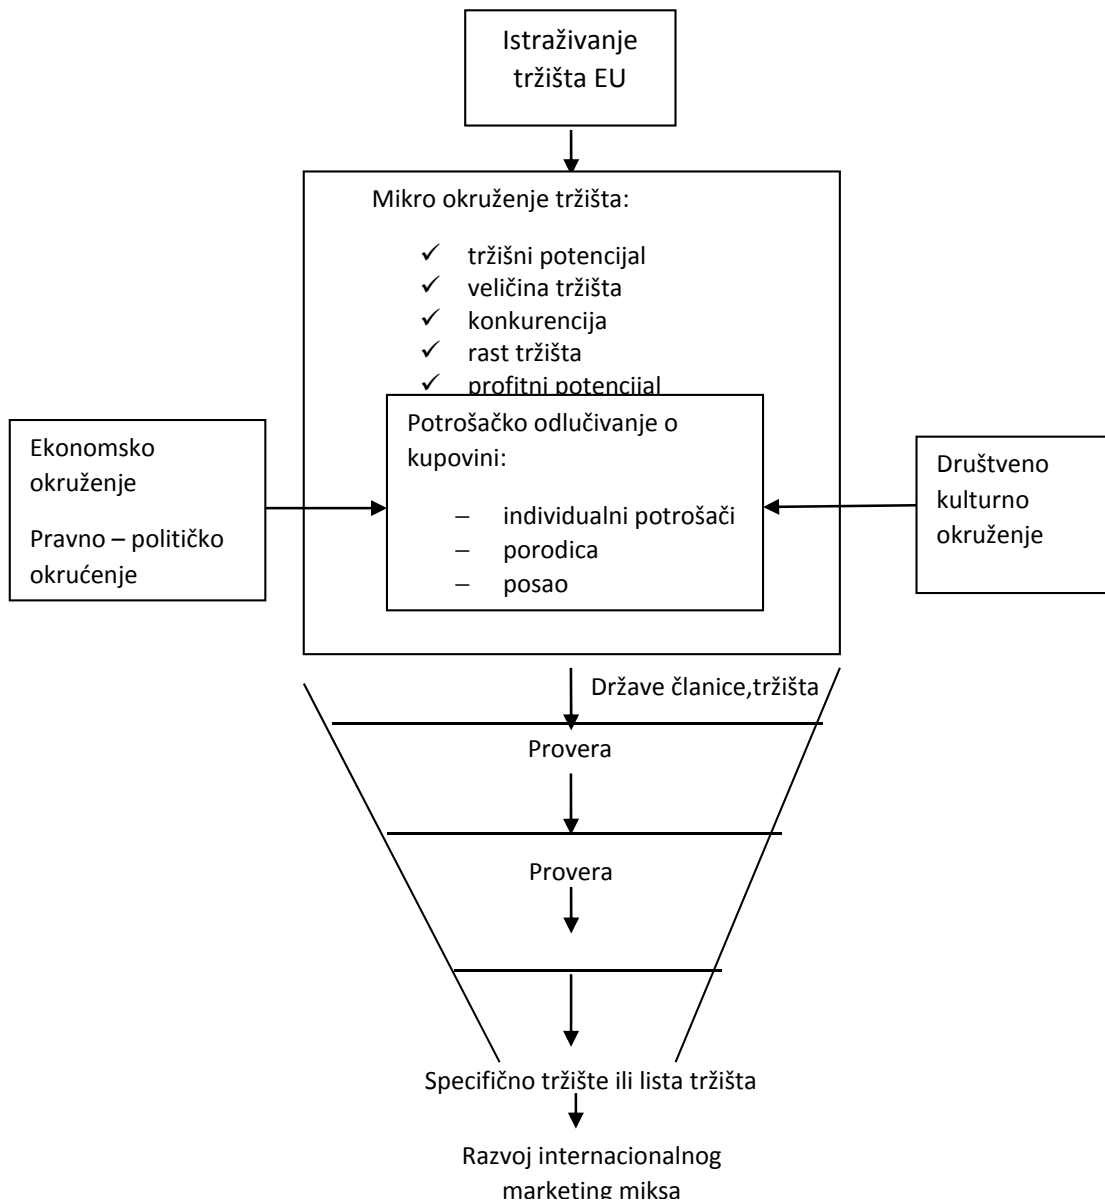 Istraživanje
tržišta EU
Mikro okruženje tržišta:
✓ tržišni potencijal
✓ veličina tržišta
✓ konkurencija
✓ rast tržišta
✓ profitni potencijal
Ekonomsko
okruženje
Pravno – političko
okrućenje
Potrošačko odlučivanje o
kupovini:
– individualni potrošači
– porodica
– posao
Društveno
kulturno
okruženje
Države članice,tržišta
Provera
Provera
Specifično tržište ili lista tržišta
Razvoj internacionalnog
marketing miksa